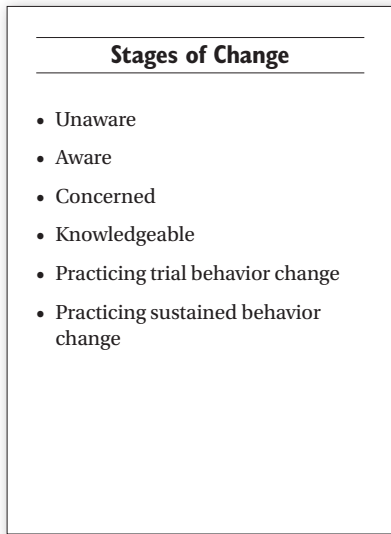 Stages of Change
• Unaware
• Aware
• Concerned
• Knowledgeable
• Practicing trial behavior change
• Practicing sustained behavior
change